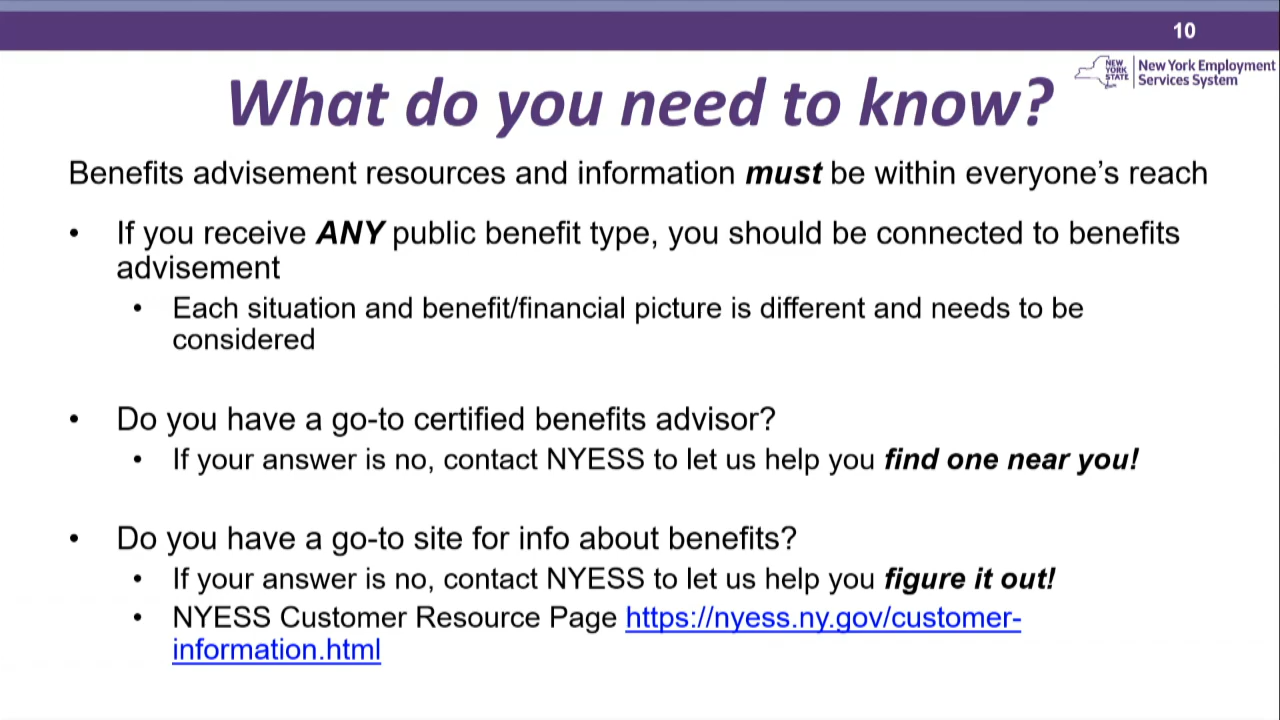 10
NEW
YORK
STATE
New York Employment
Services System
What do you need to know?
Benefits advisement resources and information must be within everyone’s reach
• If you receive ANY public benefit type, you should be connected to benefits
advisement
• Each situation and benefit/financial picture is different and needs to be
considered
• Do you have a go-to certified benefits advisor?
• If your answer is no, contact NYESS to let us help you find one near you!
• Do you have a go-to site for info about benefits?
• If your answer is no, contact NYESS to let us help you figure it out!
• NYESS Customer Resource Page https://nyess.ny.gov/customer-
information.html